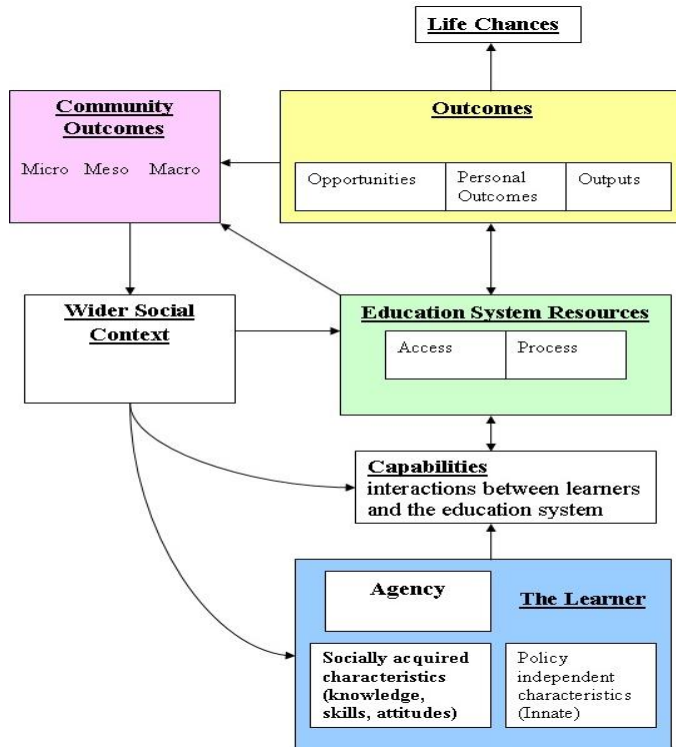 Life Chances
Community
Outcomes
Micro Meso Macro
Outcomes
Opportunities
Personal
Outcomes
Outputs
Wider Social
Context
Education System Resources
Access
Process
Capabilities
interactions between learners
and the education system
Agency
The Learner
Socially acquired
characteristics
(knowledge,
skills, attitudes)
Policy
independent
characteristics
(Innate)